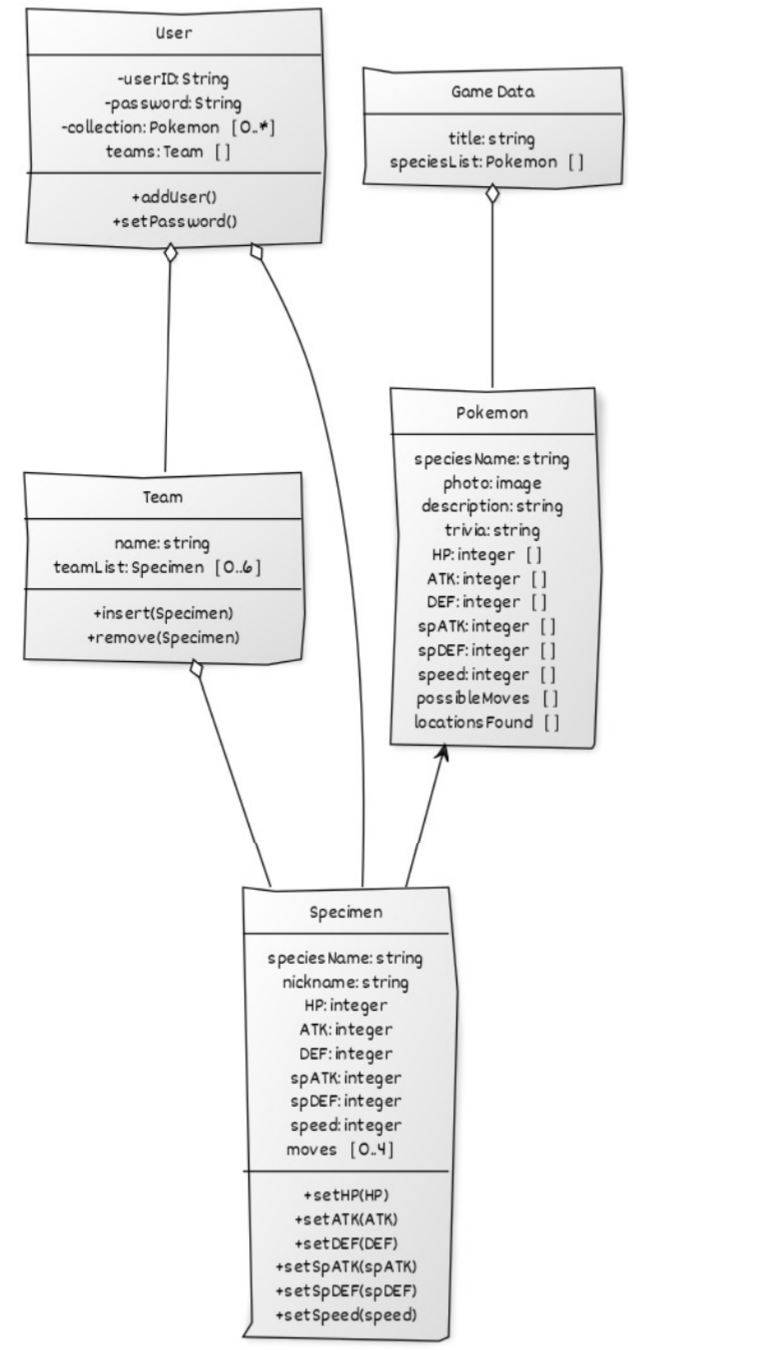 User
-userID: String
-password: String
-collection: Pokemon [0..*]
teams: Team []
+addUser()
+setPassword()
Game Data
title: string
speciesList: Pokemon []
Pokemon
speciesName: string
photo: image
description: string
trivia: string
HP: integer []
ATK: integer []
DEF: integer []
spATK: integer []
spDEF: integer []
speed: integer []
possibleMoves []
locationsFound []
Team
name: string
teamList: Specimen [0..6]
+insert(Specimen)
+remove(Specimen)
Specimen
speciesName: string
nickname: string
HP: integer
ATK: integer
DEF: integer
spATK: integer
spDEF: integer
speed: integer
moves [0..4]
+setHP(HP)
+setATK(ATK)
+setDEF(DEF)
+setSpATK(spATK)
+setSpDEF(spDEF)
+setSpeed(speed)